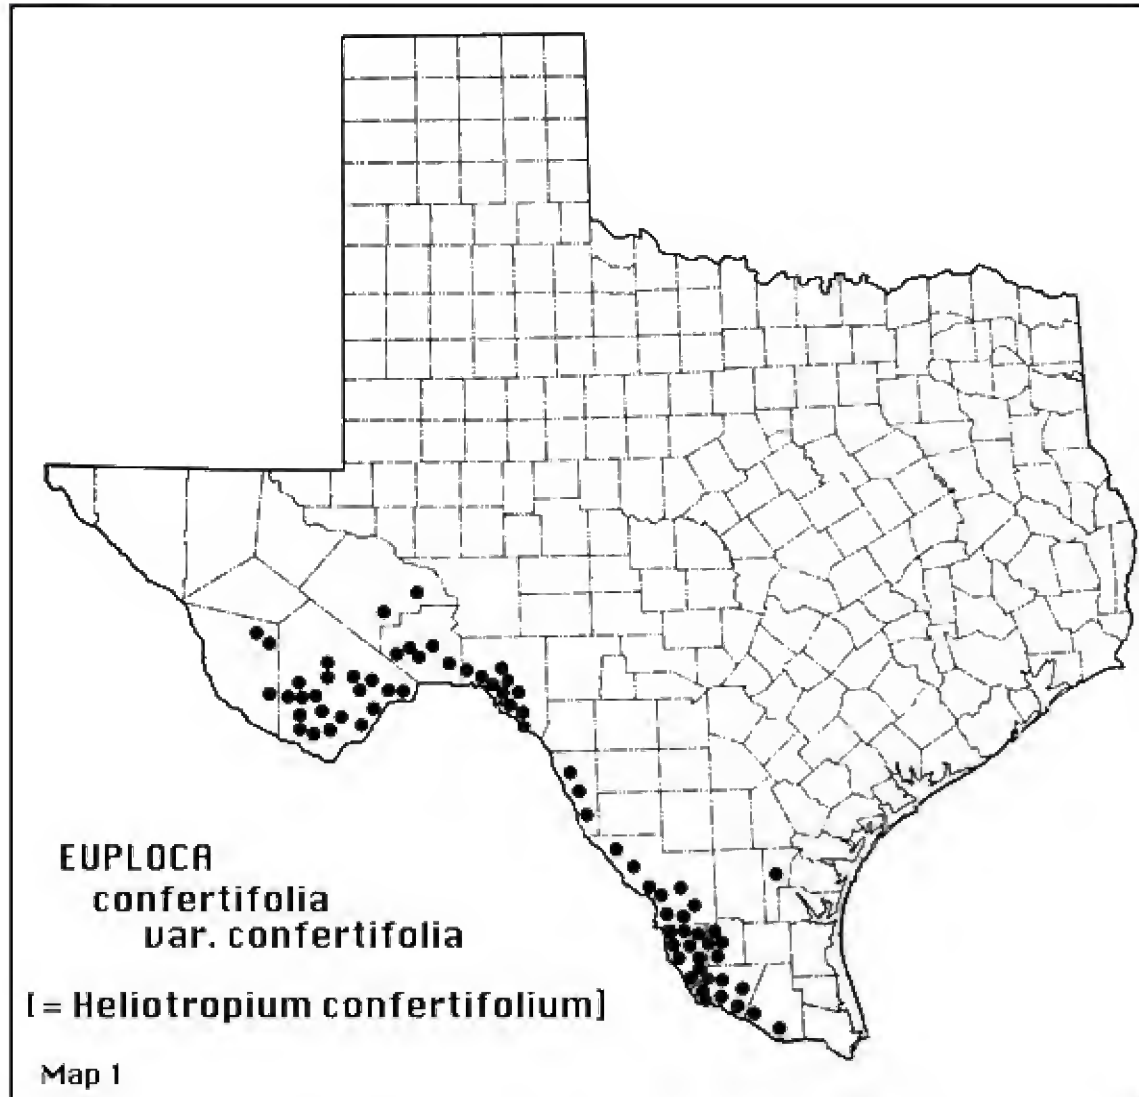 EUPLOCA
confertifolia
var. confertifolia
[= Heliotropium confertifolium]
Map 1